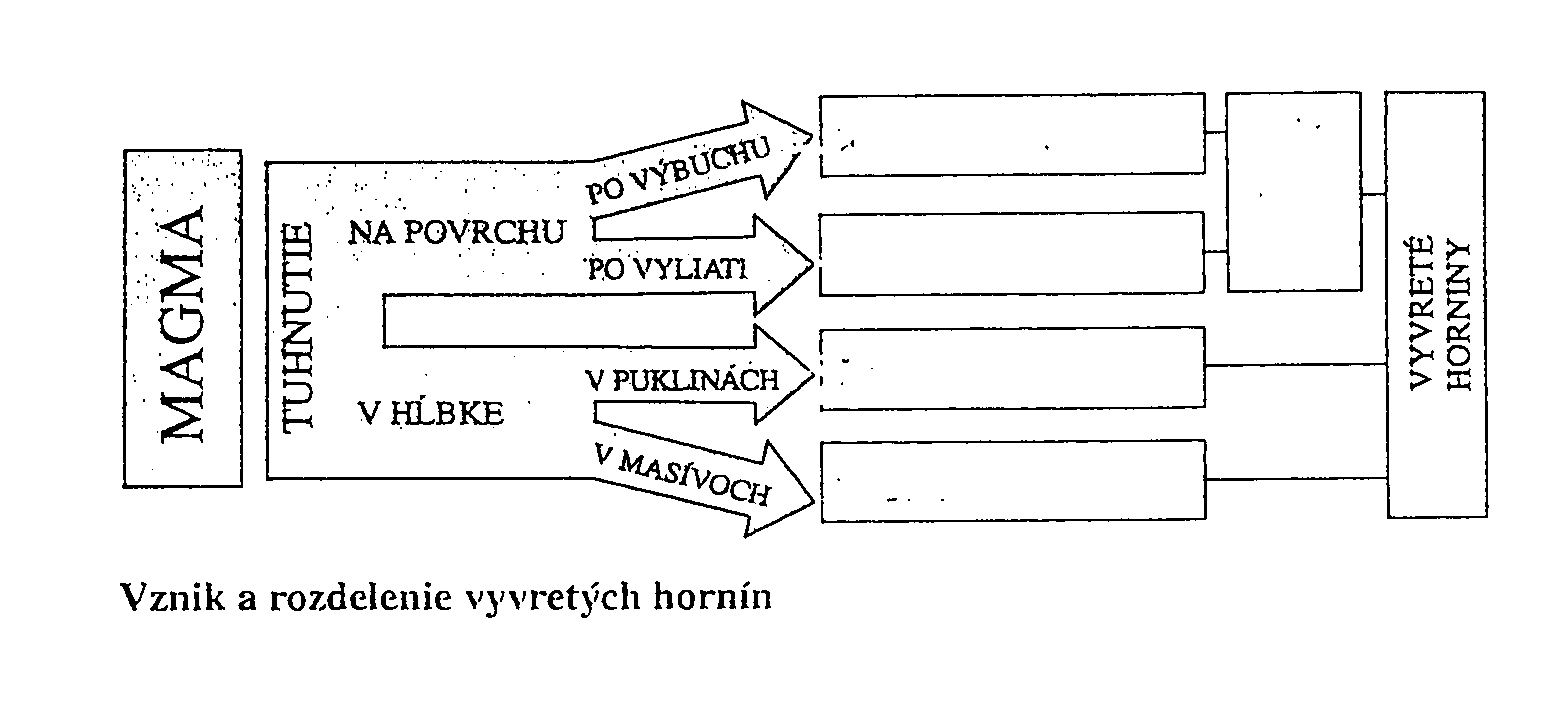 MAGMA
TUHNUTIE
NA POVRCHU
V HĹBKE
PO VÝBUCHU
PO VYLIATI
V PUKLINÁCH
V MASÍVOCH
VYVRETÉ
HORNINY
Vznik a rozdelenie vyvretých hornín